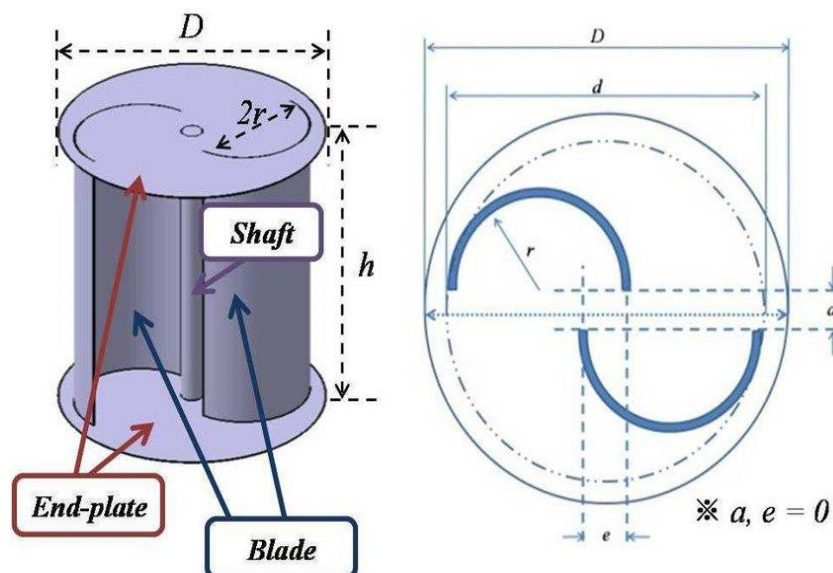 D
2r
Shaft
h
End-plate
Blade
D
d
r
a
e
※ a, e = 0